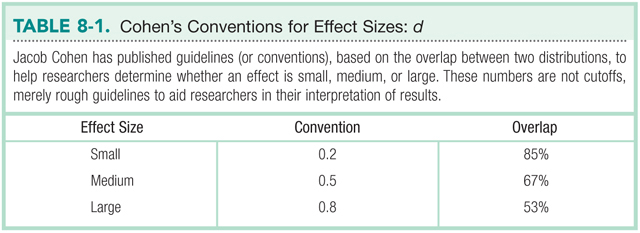 TABLE 8-1. Cohen's Conventions for Effect Sizes: d
Jacob Cohen has published guidelines (or conventions), based on the overlap between two distributions, to
help researchers determine whether an effect is small, medium, or large. These numbers are not cutoffs,
merely rough guidelines to aid researchers in their interpretation of results.
Effect Size Convention Overlap
Small 0.2 85%
Medium 0.5 67%
Large 0.8 53%